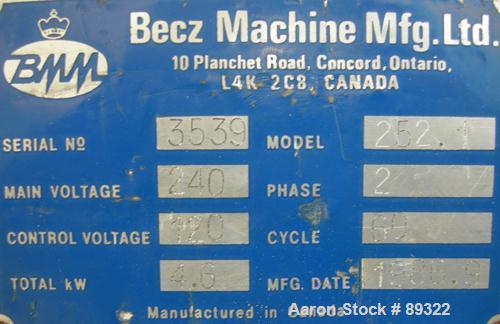 Becz Machine Mfg. Ltd.
BMM
10 Planchet Road, Concord, Ontario,
L4K 2C8, CANADA
SERIAL Nº 3539 MODEL 252.1
MAIN VOLTAGE 240 PHASE
CONTROL VOLTAGE 120 CYCLE 60
TOTAL kW 4.6 MFG. DATE
Manufactured in Canada
Aaron Stock # 89322